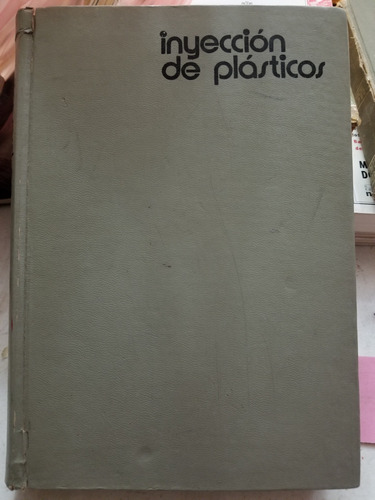 inyección
de plásticos
M
D